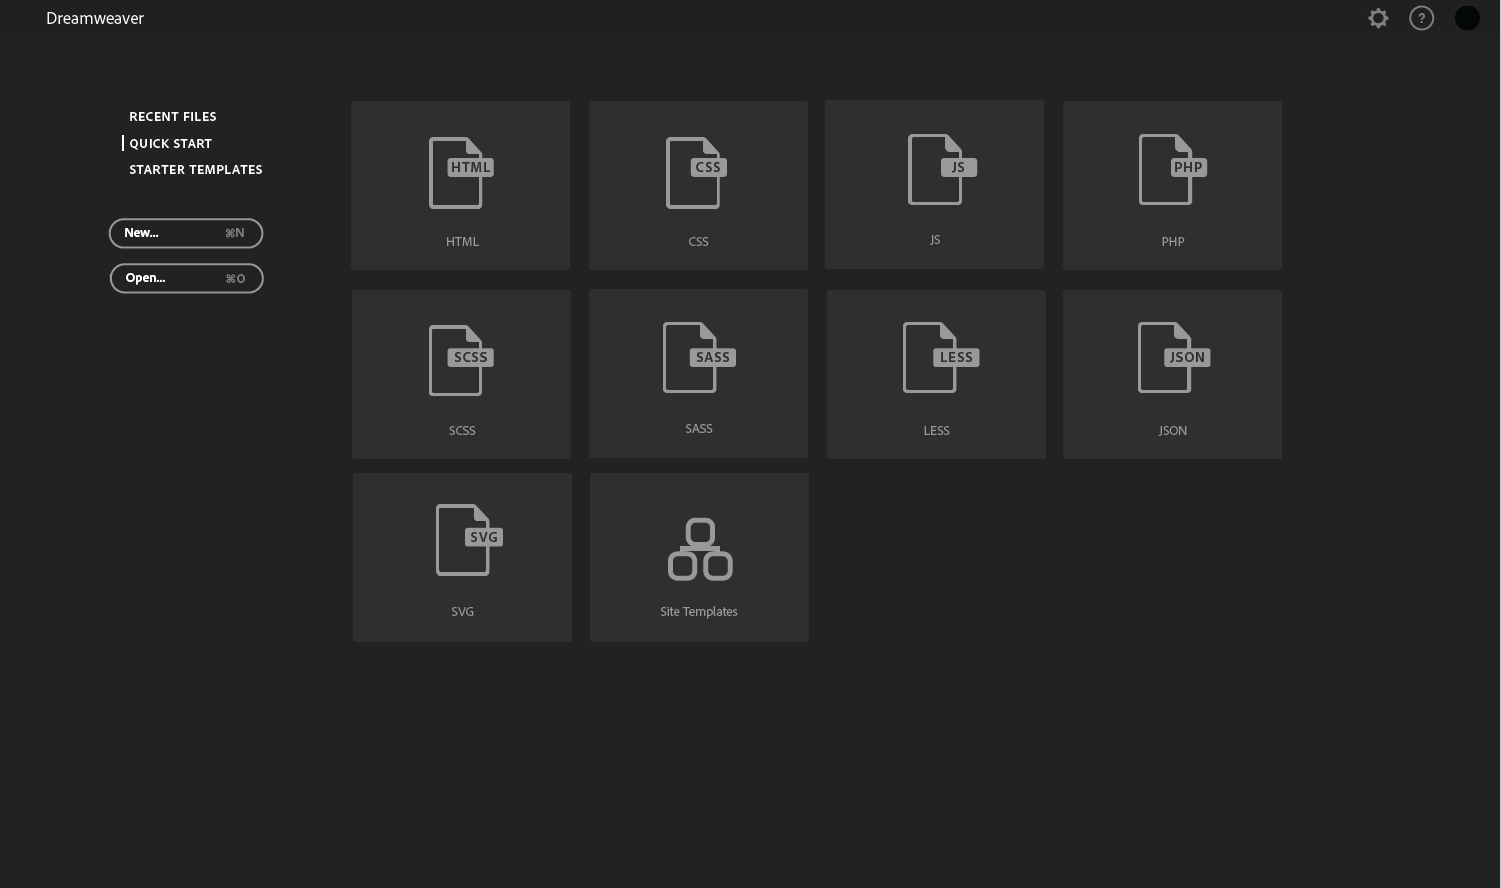 Dreamweaver
?
RECENT FILES
QUICK START
STARTER TEMPLATES
New... ⌘N
Open... ⌘O
HTML
HTML
CSS
CSS
JS
JS
PHP
PHP
SCSS
SCSS
SASS
SASS
LESS
LESS
JSON
JSON
SVG
SVG
Site Templates